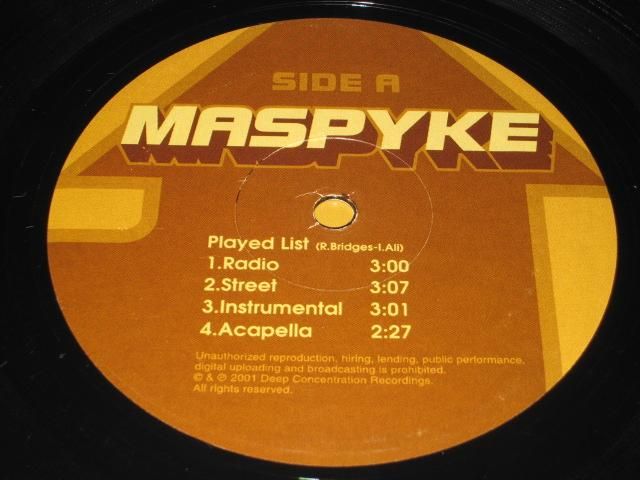 SIDE A
MASPYKE
Played List (R.Bridges-I.Ali)
1.Radio 3:00
2.Street 3:07
3.Instrumental 3:01
4.Acapella 2:27
Unauthorized reproduction, hiring, lending, public performance,
digital uploading and broadcasting is prohibited.
© & ℗ 2001 Deep Concentration Recordings.
All rights reserved.